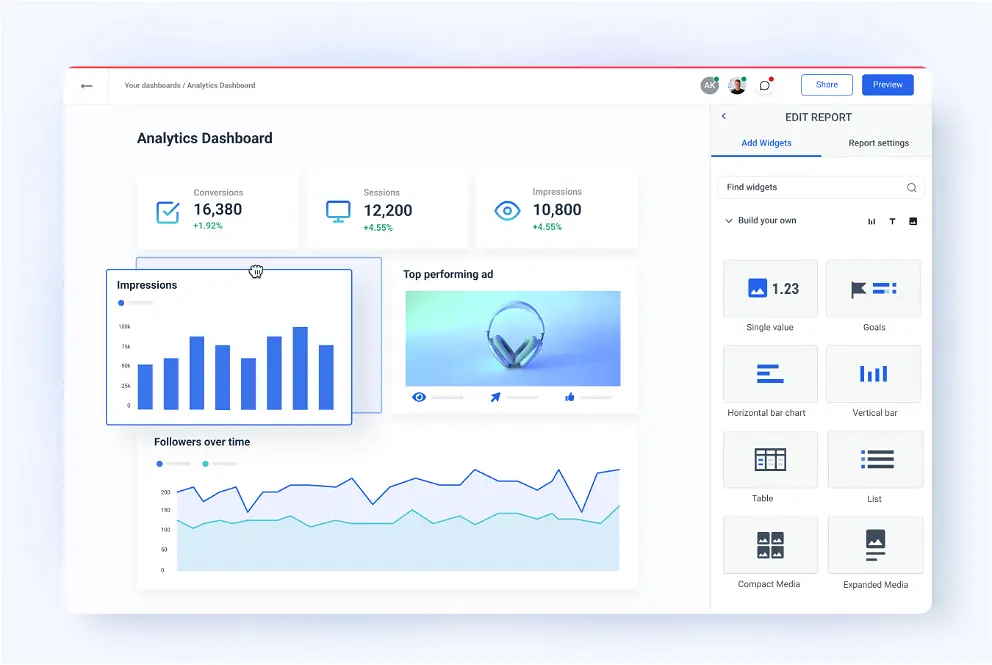 Your dashboards / Analytics Dashboard
AK
Share
Preview
Analytics Dashboard
Conversions
16,380
+1.92%
Sessions
12,200
+4.55%
Impressions
10,800
+4.55%
Impressions
100k
75k
50k
25k
0
Top performing ad
Followers over time
200
150
100
50
0
EDIT REPORT
Add Widgets
Report settings
Find widgets
Build your own
T
1.23
Single value
Goals
Horizontal bar chart
Vertical bar
Table
List
Compact Media
Expanded Media